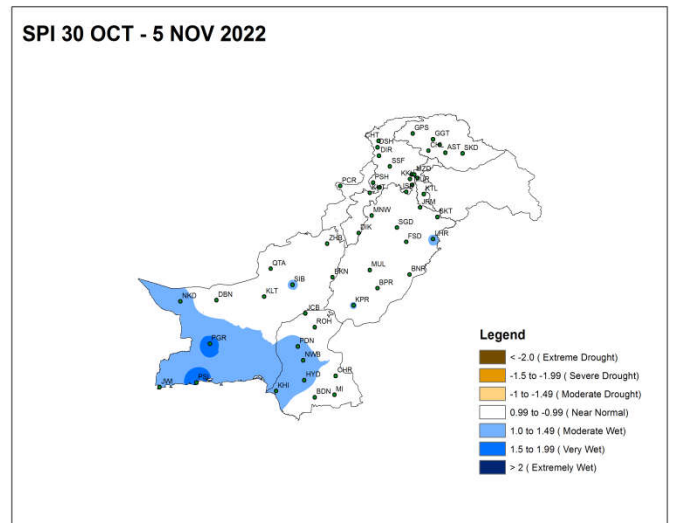 SPI 30 OCT - 5 NOV 2022
GPS
CHT
GGT
DSH
DIR
AST
SKD
SSF
MZD
PCR
PSH
KTL
JRM
MNW
SKT
SGD
DIK
LHR
FSD
ZHB
QTA
MUL
BNR
SIB
BPR
NKD
DBN
KLT
KPR
JCB
ROH
PGR
NWB
HYD
JWI
KHI
BDN
MI
Legend
< -2.0 ( Extreme Drought)
-1.5 to -1.99 ( Severe Drought)
-1 to -1.49 ( Moderate Drought)
0.99 to -0.99 ( Near Normal)
1.0 to 1.49 ( Moderate Wet)
1.5 to 1.99 ( Very Wet)
> 2 ( Extremely Wet)